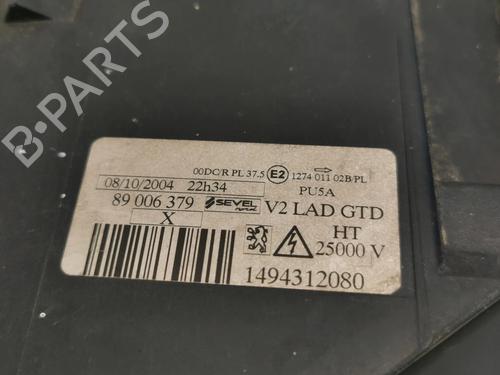 00DC/R PL 37.5 E2 1274 011 02B/PL
08/10/2004 22h34 PU5A
89 006 379 SEVEL V2 LAD GTD
X HT
25000 V
1494312080
B-PARTS